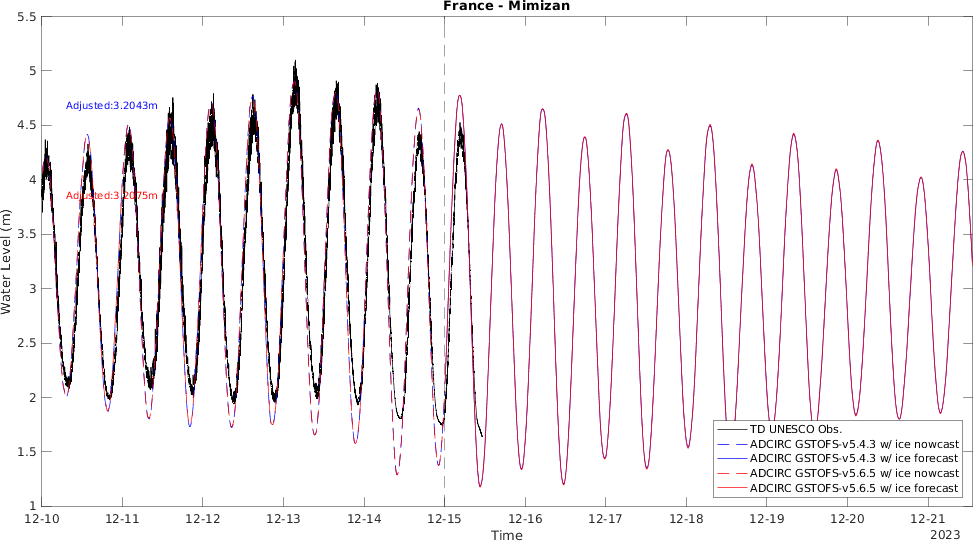 France - Mimizan
5.5
5
4.5
4
3.5
3
2.5
2
1.5
1
Water Level (m)
Adjusted:3.2043m
Adjusted:3.2075m
TD UNESCO Obs.
ADCIRC GSTOFS-v5.4.3 w/ ice nowcast
ADCIRC GSTOFS-v5.4.3 w/ ice forecast
ADCIRC GSTOFS-v5.6.5 w/ ice nowcast
ADCIRC GSTOFS-v5.6.5 w/ ice forecast
12-10 12-11 12-12 12-13 12-14 12-15 12-16 12-17 12-18 12-19 12-20 12-21
Time
2023